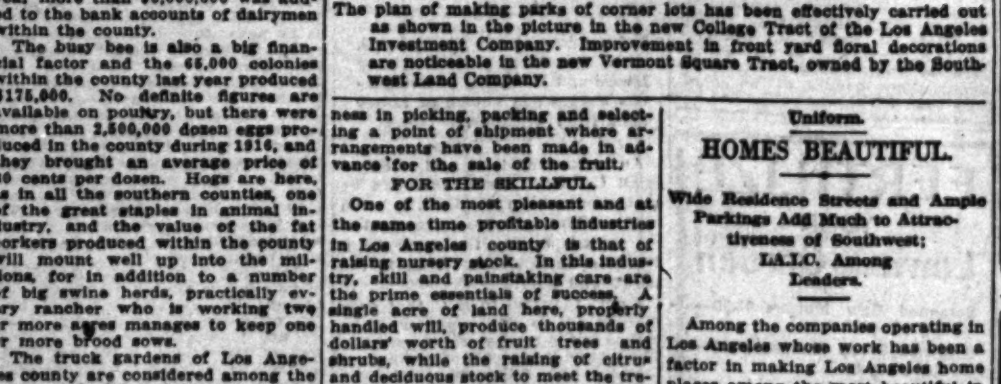 ed to the bank accounts of dairymen
within the county.
The busy bee is also a big finan-
cial factor and the 65,000 colonies
within the county last year produced
$175,000. No definite figures are
available on poultry, but there were
more than 2,500,000 dozen eggs pro-
duced in the county during 1916, and
they brought an average price of
cents per dozen. Hogs are here,
as in all the southern counties, one
of the great staples in animal in-
dustry, and the value of the fat
porkers produced within the county
will mount well up into the mil-
lions, for in addition to a number
of big swine herds, practically ev-
ery rancher who is working two
or more acres manages to keep one
or more brood sows.
The truck gardens of Los Ange-
les county are considered among the
The plan of making parks of corner lots has been effectively carried out
as shown in the picture in the new College Tract of the Los Angeles
Investment Company. Improvement in front yard floral decorations
are noticeable in the new Vermont Square Tract, owned by the South-
west Land Company.
ness in picking, packing and select-
ing a point of shipment where ar-
rangements have been made in ad-
vance for the sale of the fruit.
FOR THE SKILLFUL.
One of the most pleasant and at
the same time profitable industries
in Los Angeles county is that of
raising nursery stock. In this indus-
try, skill and painstaking care are
the prime essentials of success. A
single acre of land here, properly
handled will, produce thousands of
dollars' worth of fruit trees and
shrubs, while the raising of citrus
and deciduous stock to meet the tre-
Uniform.
HOMES BEAUTIFUL.
Wide Residence Streets and Ample
Parkings Add Much to Attrac-
tiveness of Southwest;
L.A.I.C. Among
Leaders.
Among the companies operating in
Los Angeles whose work has been a
factor in making Los Angeles home